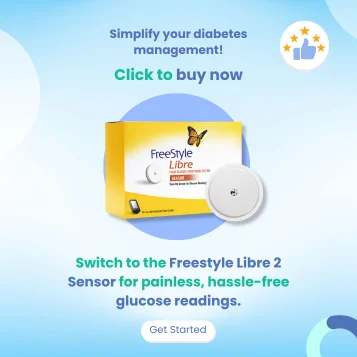 Simplify your diabetes
management!
Click to buy now
FreeStyle
Libre
SENSOR
Switch to the Freestyle Libre 2
Sensor for painless, hassle-free
glucose readings.
Get Started